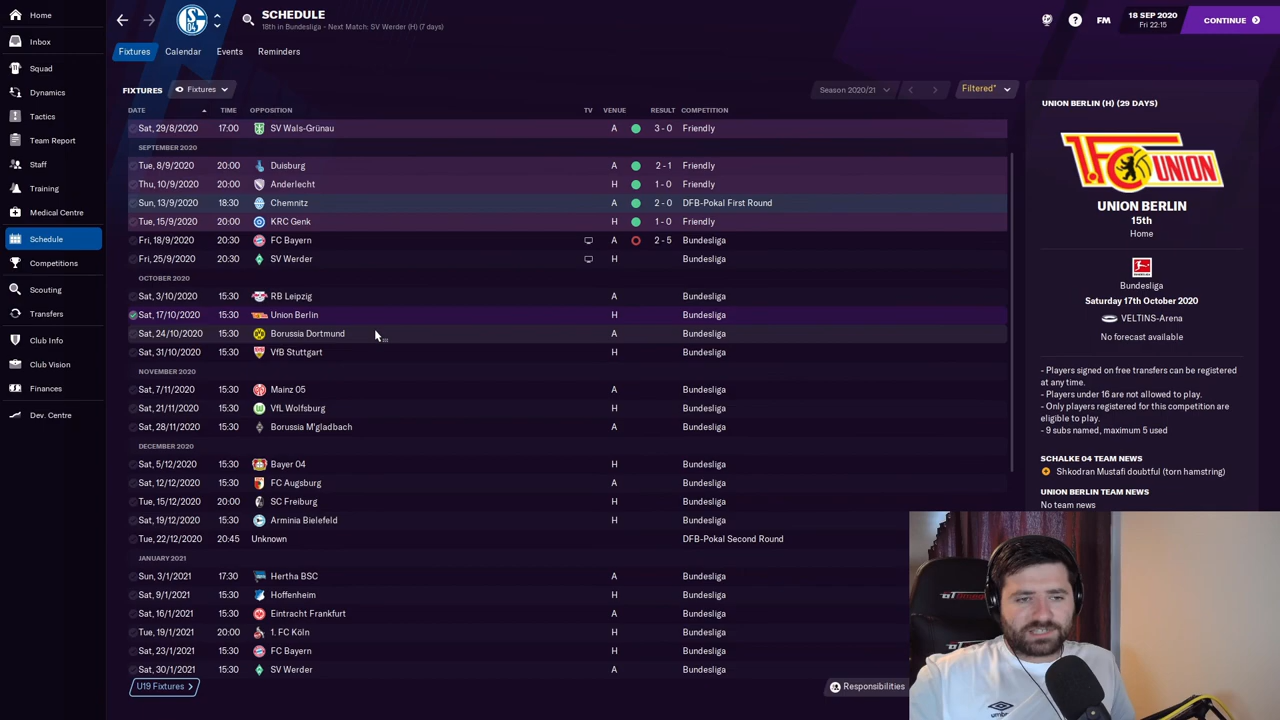 Home
Inbox
Squad
Dynamics
Tactics
Team Report
Staff
Training
Medical Centre
Schedule
Competitions
Scouting
Transfers
Club Info
Club Vision
Finances
Dev. Centre
SCHEDULE
18th in Bundesliga - Next Match: SV Werder (H) (7 days)
FM
18 SEP 2020
Fri 22:15
CONTINUE
Fixtures Calendar Events Reminders
FIXTURES Fixtures Season 2020/21 Filtered*
DATE TIME OPPOSITION TV VENUE RESULT COMPETITION
Sat, 29/8/2020 17:00 SV Wals-Grünau A 3 - 0 Friendly
SEPTEMBER 2020
Tue, 8/9/2020 20:00 Duisburg A 2 - 1 Friendly
Thu, 10/9/2020 20:00 Anderlecht H 1 - 0 Friendly
Sun, 13/9/2020 18:30 Chemnitz A 2 - 0 DFB-Pokal First Round
Tue, 15/9/2020 20:00 KRC Genk H 1 - 0 Friendly
Fri, 18/9/2020 20:30 FC Bayern A 2 - 5 Bundesliga
Fri, 25/9/2020 20:30 SV Werder H Bundesliga
OCTOBER 2020
Sat, 3/10/2020 15:30 RB Leipzig A Bundesliga
Sat, 17/10/2020 15:30 Union Berlin H Bundesliga
Sat, 24/10/2020 15:30 Borussia Dortmund A Bundesliga
Sat, 31/10/2020 15:30 VfB Stuttgart H Bundesliga
NOVEMBER 2020
Sat, 7/11/2020 15:30 Mainz 05 A Bundesliga
Sat, 21/11/2020 15:30 VfL Wolfsburg H Bundesliga
Sat, 28/11/2020 15:30 Borussia M'gladbach A Bundesliga
DECEMBER 2020
Sat, 5/12/2020 15:30 Bayer 04 H Bundesliga
Sat, 12/12/2020 15:30 FC Augsburg A Bundesliga
Tue, 15/12/2020 20:00 SC Freiburg H Bundesliga
Sat, 19/12/2020 15:30 Arminia Bielefeld H Bundesliga
Tue, 22/12/2020 20:45 Unknown DFB-Pokal Second Round
JANUARY 2021
Sun, 3/1/2021 17:30 Hertha BSC A Bundesliga
Sat, 9/1/2021 15:30 Hoffenheim H Bundesliga
Sat, 16/1/2021 15:30 Eintracht Frankfurt A Bundesliga
Tue, 19/1/2021 20:00 1. FC Köln H Bundesliga
Sat, 23/1/2021 15:30 FC Bayern H Bundesliga
Sat, 30/1/2021 15:30 SV Werder A Bundesliga
U19 Fixtures
Responsibilities
UNION BERLIN (H) (29 DAYS)
1.FC UNION
Berlin
UNION BERLIN
15th
Home
Bundesliga
Saturday 17th October 2020
VELTINS-Arena
No forecast available
- Players signed on free transfers can be registered
at any time.
- Players under 16 are not allowed to play.
- Only players registered for this competition are
eligible to play.
- 9 subs named, maximum 5 used
SCHALKE 04 TEAM NEWS
Shkodran Mustafi doubtful (torn hamstring)
UNION BERLIN TEAM NEWS
No team news
umbro